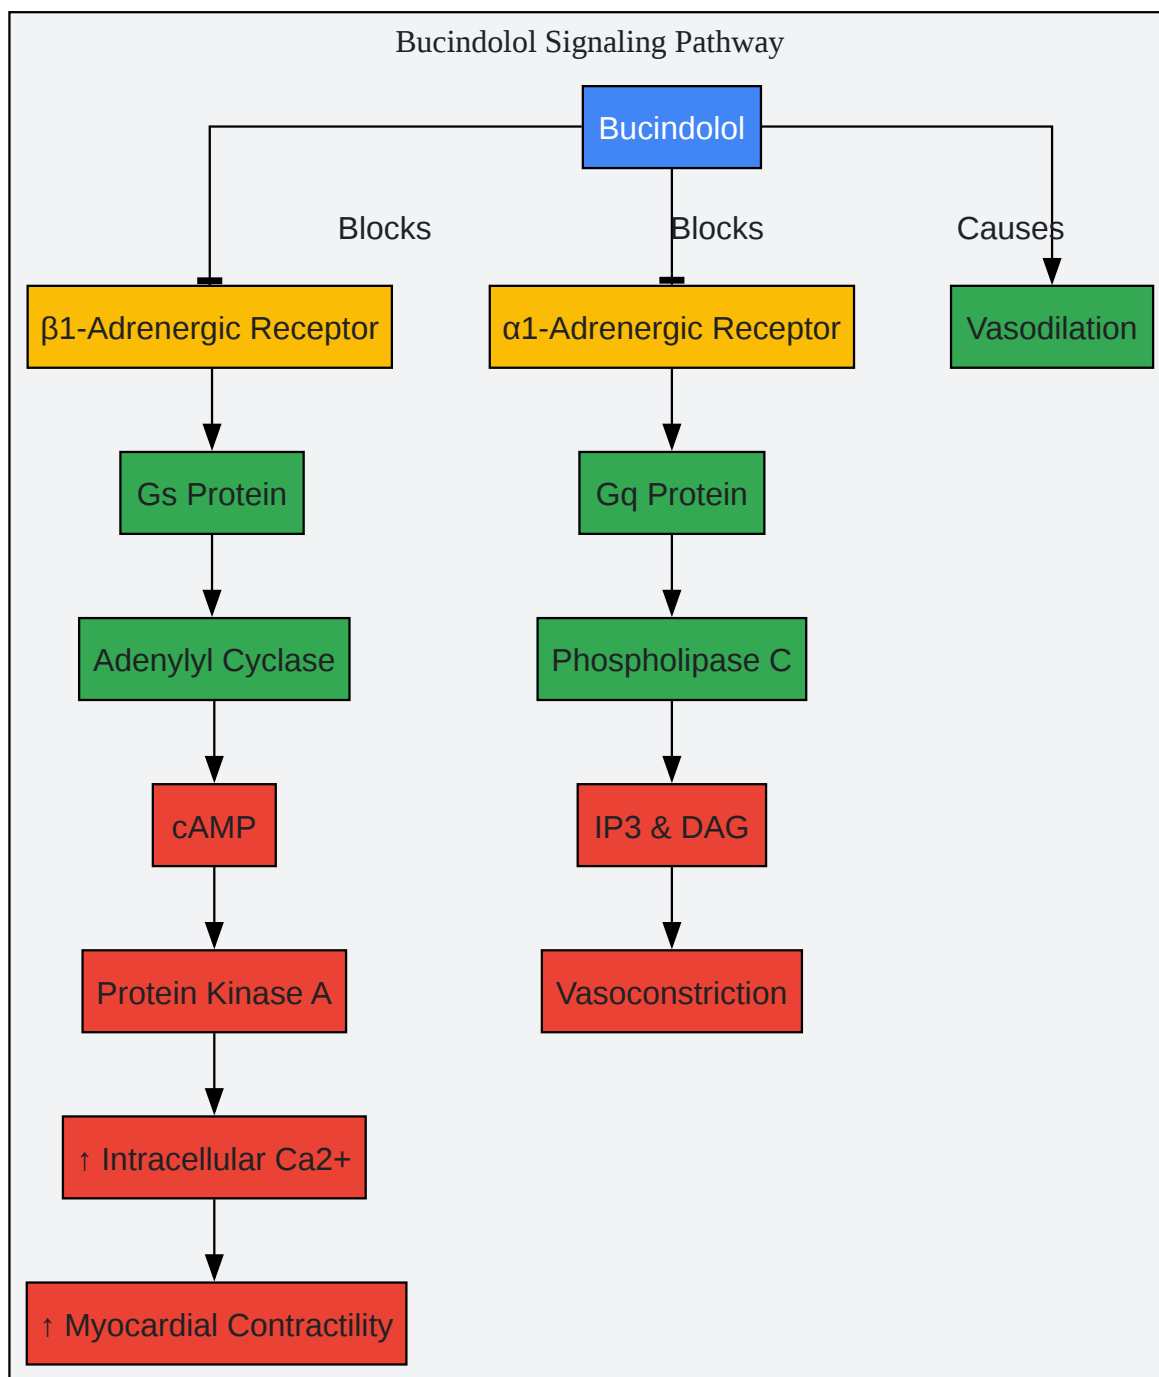 Bucindolol Signaling Pathway
Bucindolol
Blocks
Blocks
Causes
β1-Adrenergic Receptor
α1-Adrenergic Receptor
Vasodilation
Gs Protein
Gq Protein
Adenylyl Cyclase
Phospholipase C
cAMP
IP3 & DAG
Protein Kinase A
Vasoconstriction
↑ Intracellular Ca2+
↑ Myocardial Contractility